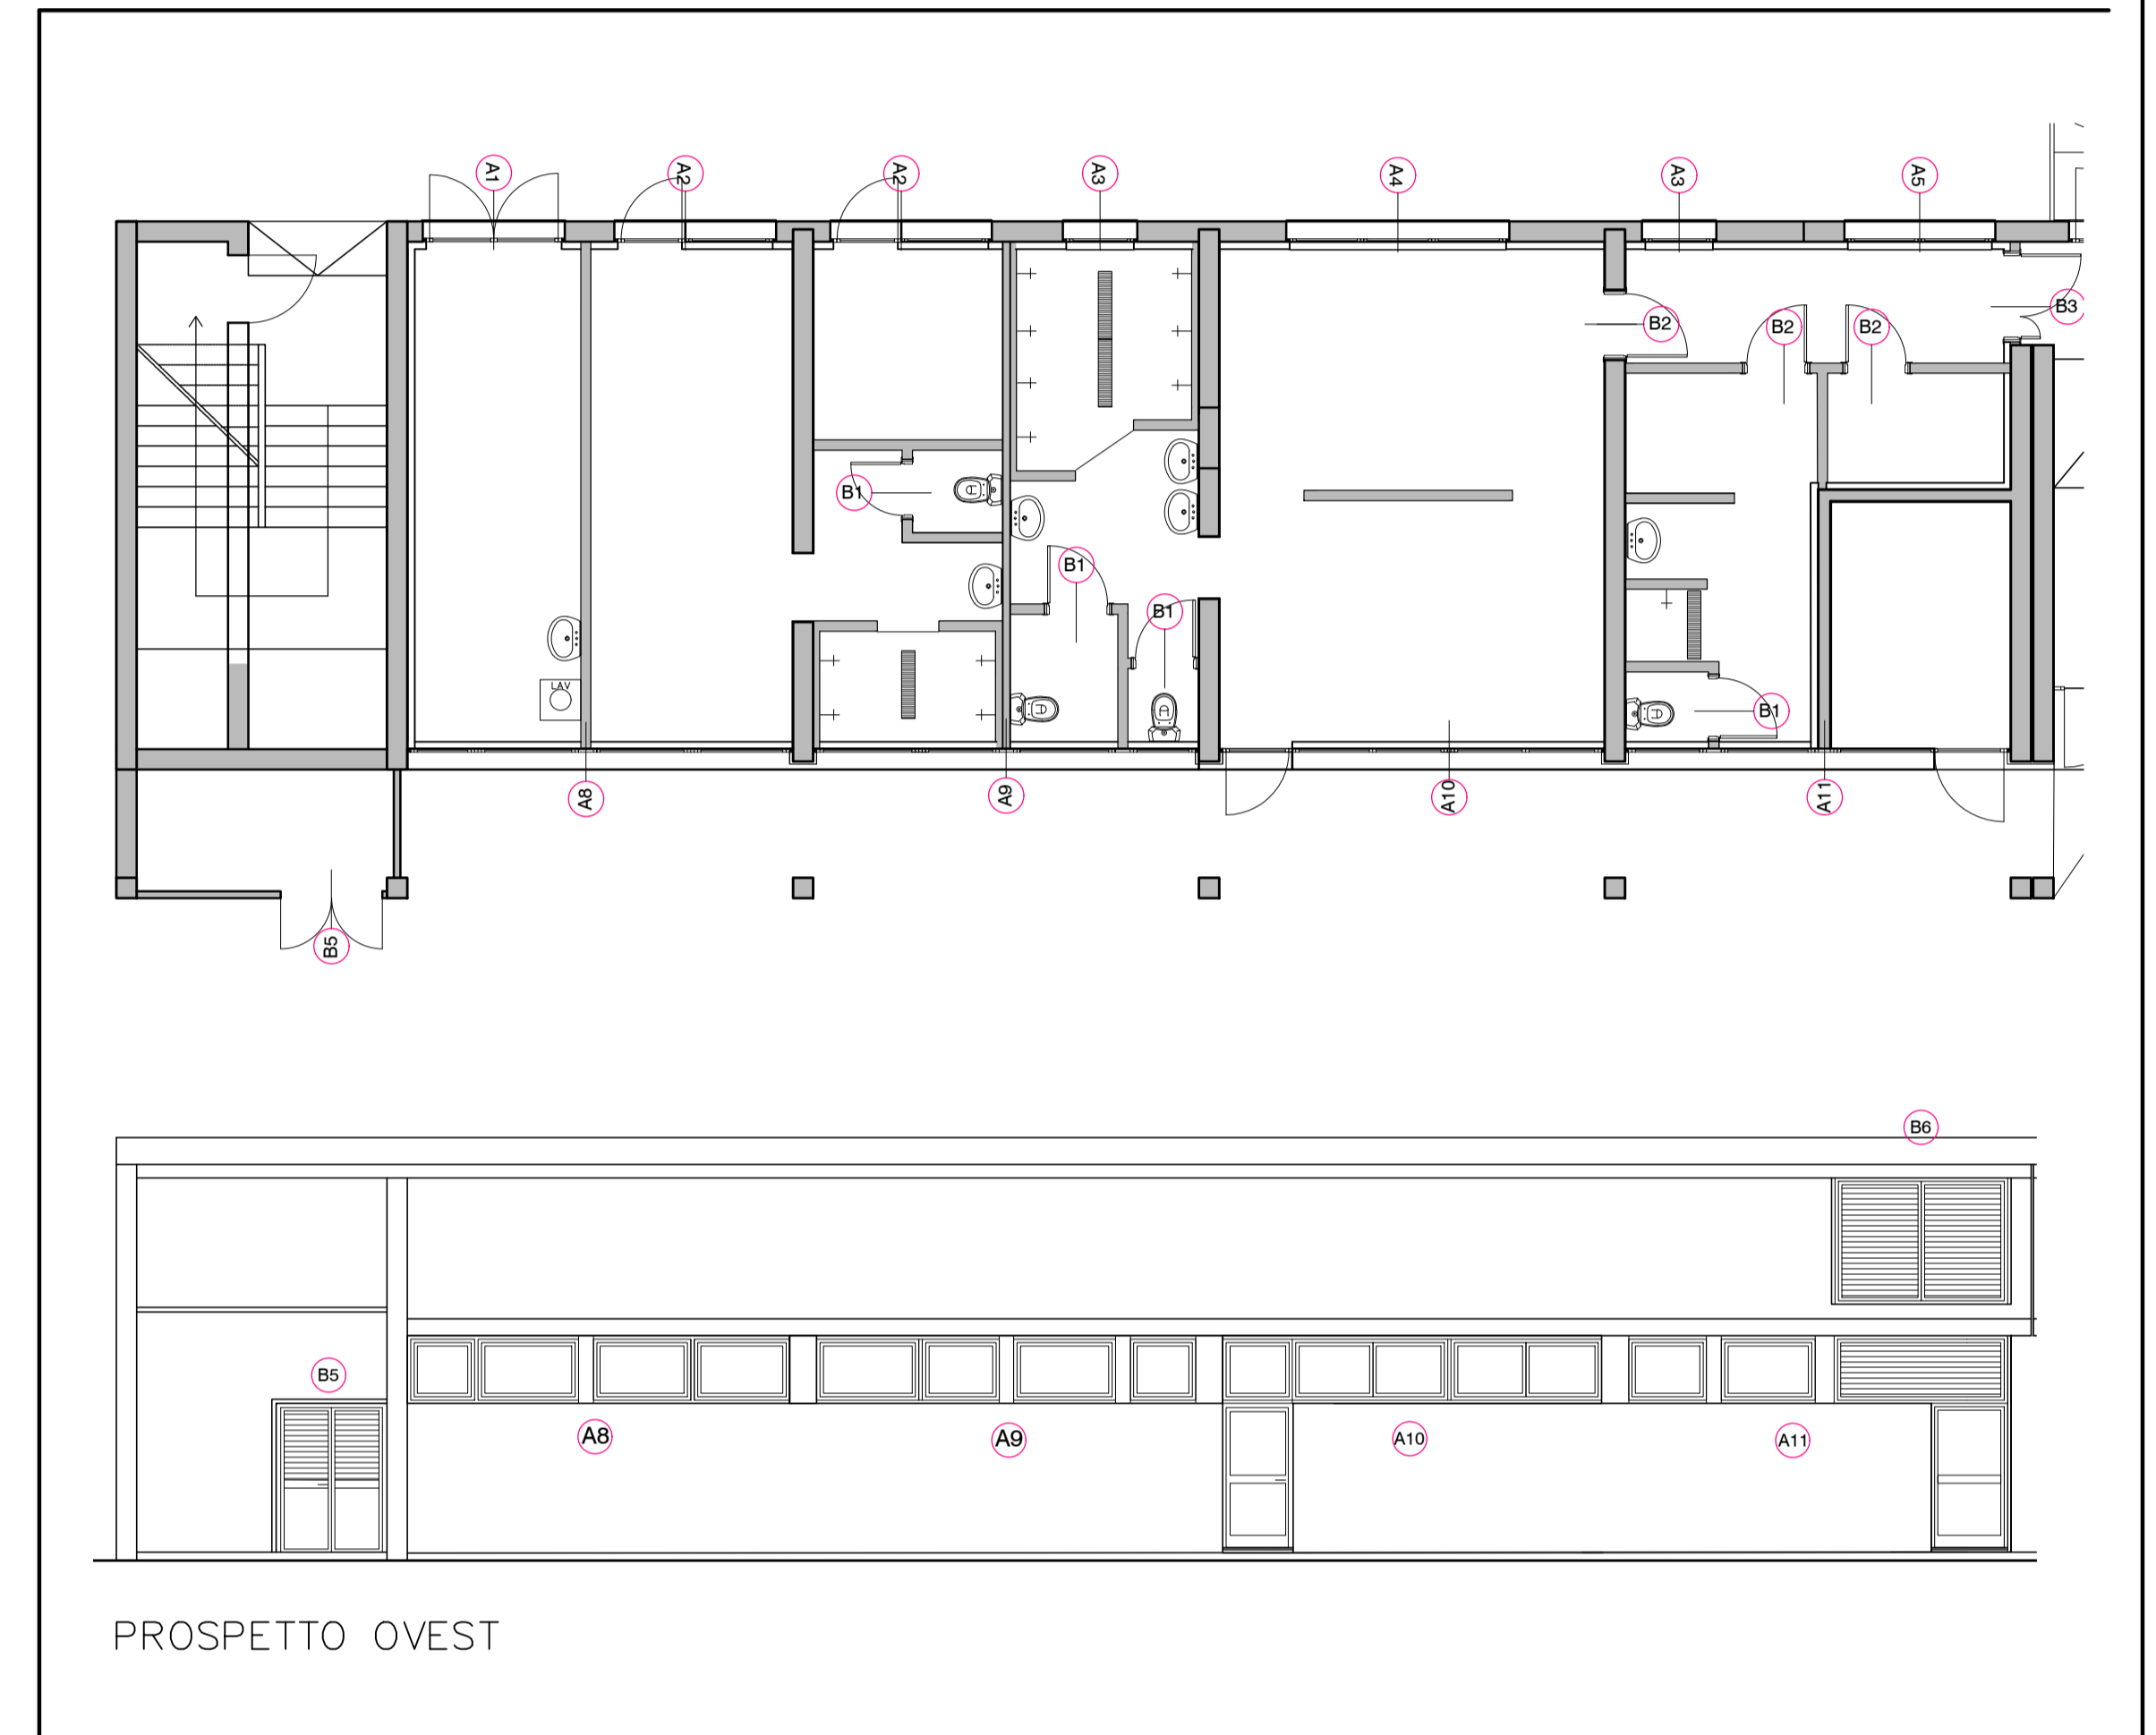 A1 A2 A2 A3 A4 A3 A5
B3
B2 B2 B2
B1
B1
B1
LAV
B1
A8 A9 A10 A11
B5
B6
B5
A8 A9 A10 A11
PROSPETTO OVEST